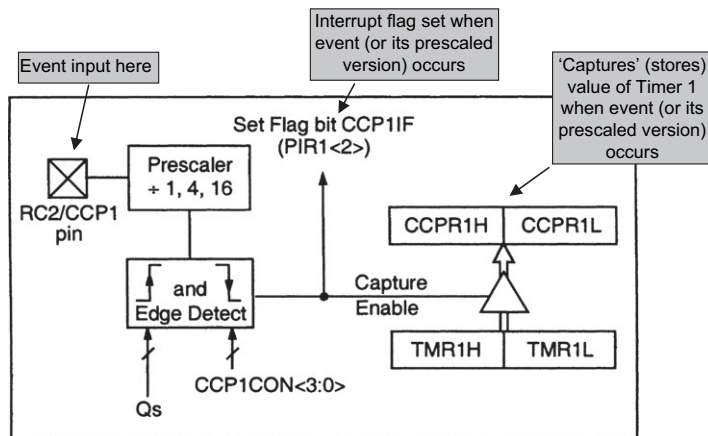 Event input here
Interrupt flag set when
event (or its prescaled
version) occurs
‘Captures’ (stores)
value of Timer 1
when event (or its
prescaled version)
occurs
Set Flag bit CCP1IF
(PIR1<2>)
Prescaler
÷ 1, 4, 16
RC2/CCP1
pin
CCPR1H CCPR1L
and
Edge Detect
Capture
Enable
TMR1H TMR1L
CCP1CON<3:0>
Qs